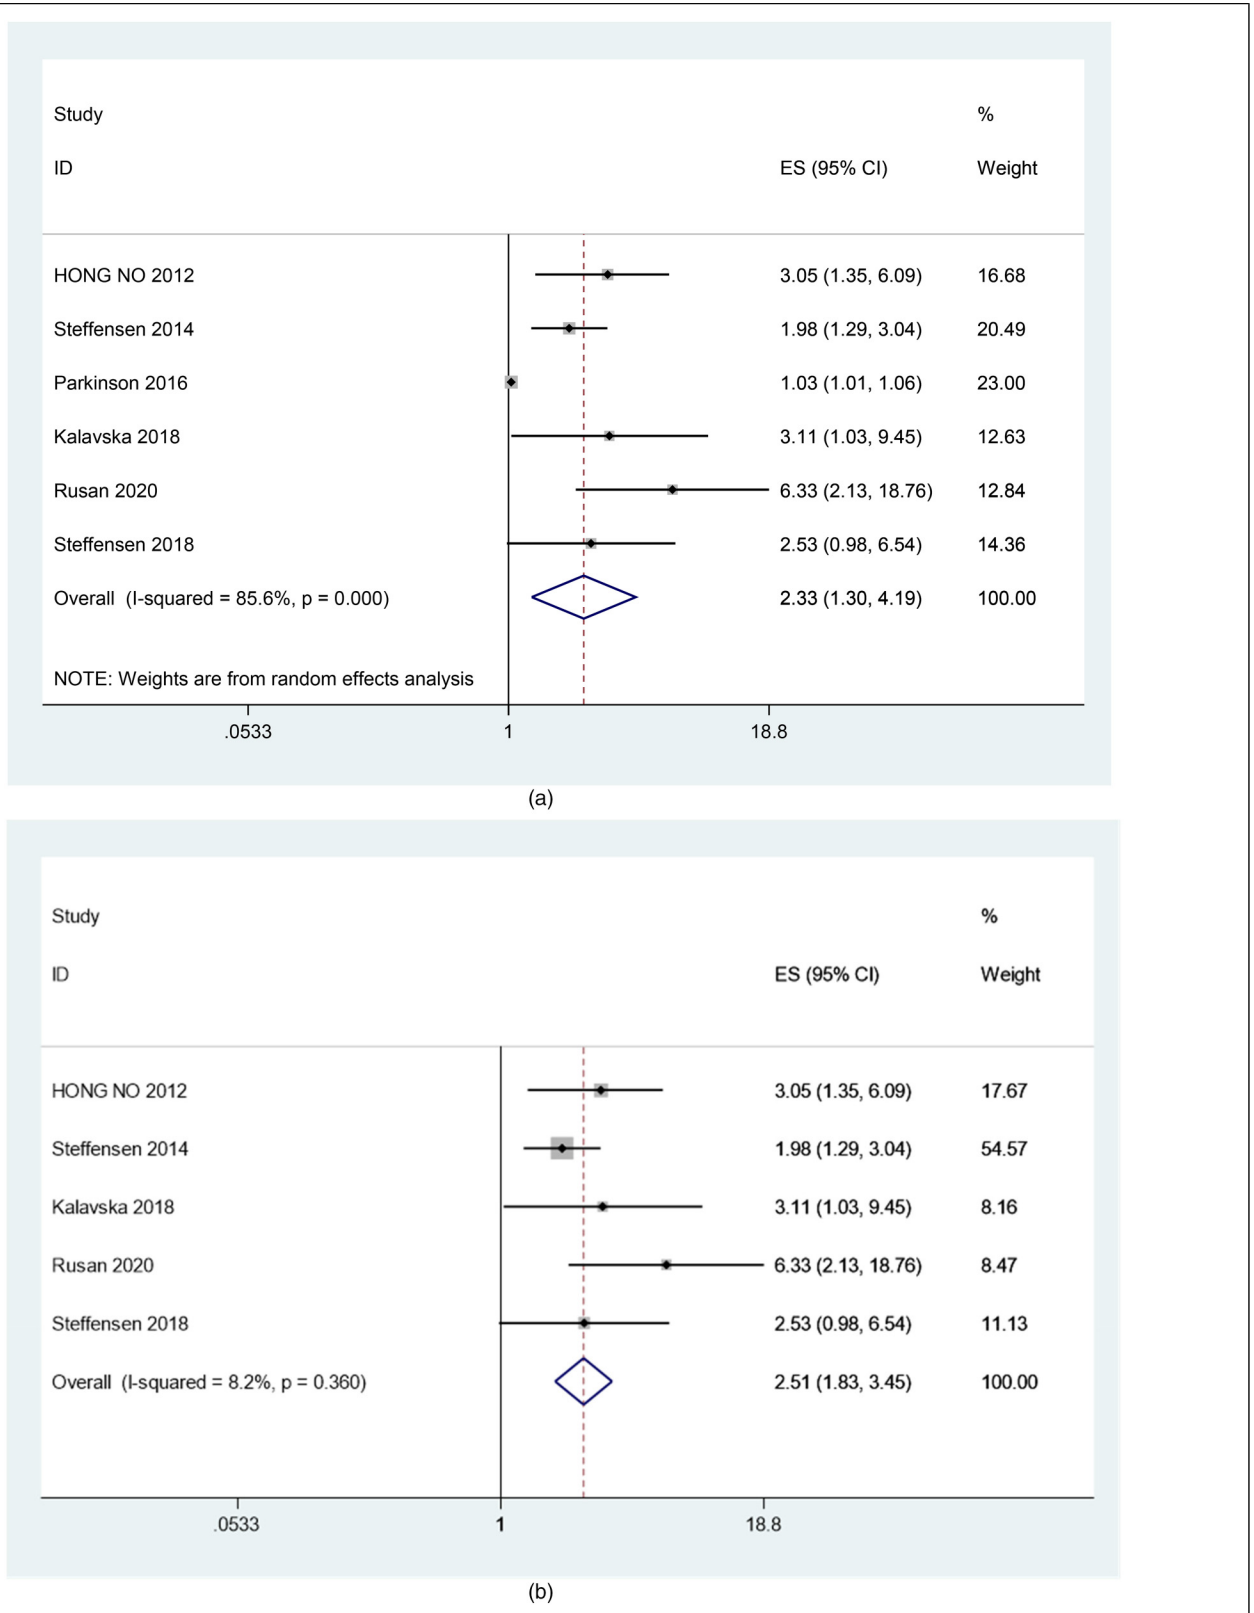 Study %
ID ES (95% CI) Weight
HONG NO 2012 3.05 (1.35, 6.09) 16.68
Steffensen 2014 1.98 (1.29, 3.04) 20.49
Parkinson 2016 1.03 (1.01, 1.06) 23.00
Kalavska 2018 3.11 (1.03, 9.45) 12.63
Rusan 2020 6.33 (2.13, 18.76) 12.84
Steffensen 2018 2.53 (0.98, 6.54) 14.36
Overall (I-squared = 85.6%, p = 0.000) 2.33 (1.30, 4.19) 100.00
NOTE: Weights are from random effects analysis
.0533 1 18.8
(a)
Study %
ID ES (95% CI) Weight
HONG NO 2012 3.05 (1.35, 6.09) 17.67
Steffensen 2014 1.98 (1.29, 3.04) 54.57
Kalavska 2018 3.11 (1.03, 9.45) 8.16
Rusan 2020 6.33 (2.13, 18.76) 8.47
Steffensen 2018 2.53 (0.98, 6.54) 11.13
Overall (I-squared = 8.2%, p = 0.360) 2.51 (1.83, 3.45) 100.00
.0533 1 18.8
(b)